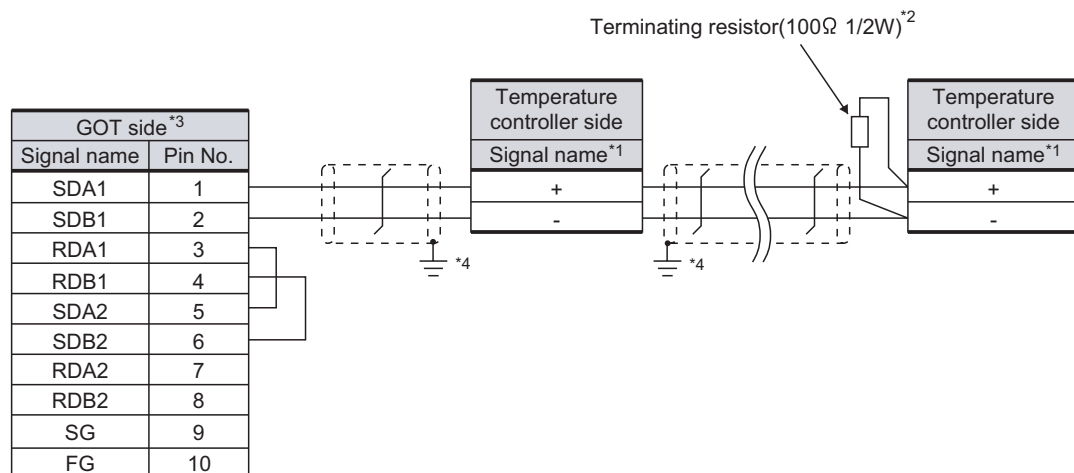 Terminating resistor(100Ω 1/2W)*2
GOT side*3
Signal name Pin No.
SDA1 1
SDB1 2
RDA1 3
RDB1 4
SDA2 5
SDB2 6
RDA2 7
RDB2 8
SG 9
FG 10
Temperature
controller side
Signal name*1
+
-
*4
*4
Temperature
controller side
Signal name*1
+
-